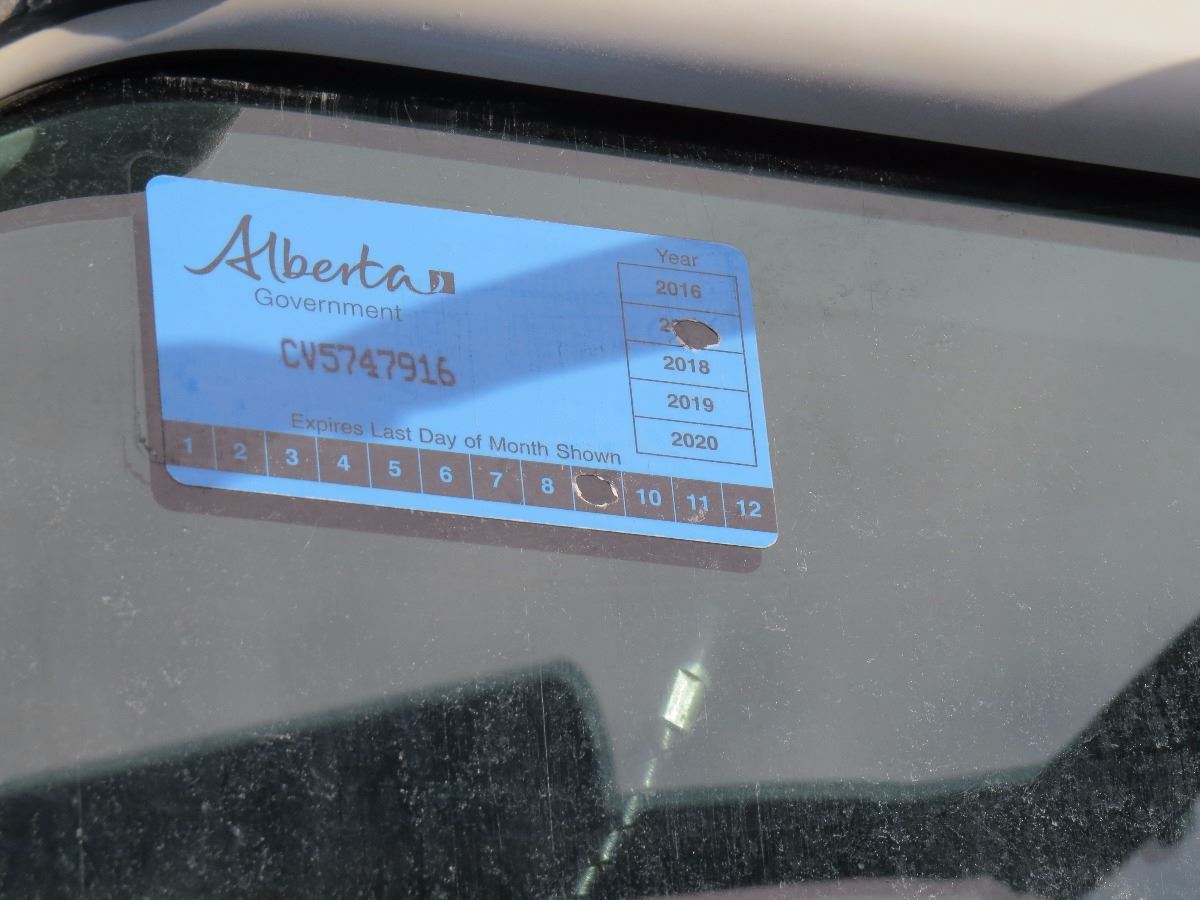 Alberta
Government
CV5747916
Year
2016
2018
2019
2020
Expires Last Day of Month Shown
1 2 3 4 5 6 7 8 10 11 12